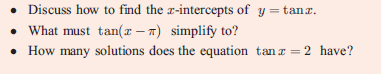 • Discuss how to find the x-intercepts of y = tan x.
• What must tan(x − π) simplify to?
• How many solutions does the equation tan x = 2 have?